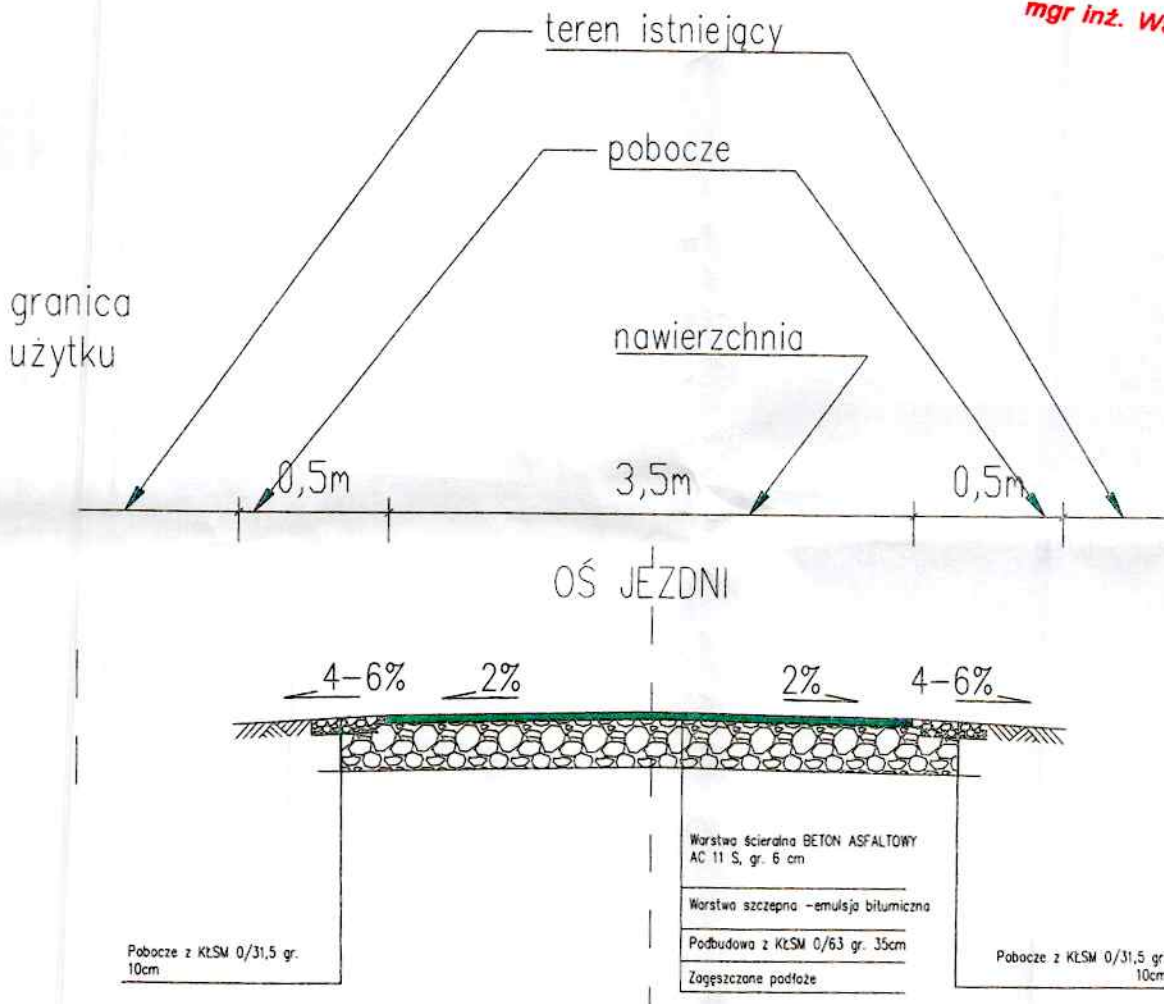 mgr inż.
teren istniejący
pobocze
granica
użytku
nawierzchnia
0,5m 3,5m 0,5m
OŚ JEZDNI
4-6% 2% 2% 4-6%
Warstwa ścieralna BETON ASFALTOWY
AC 11 S, gr. 6 cm
Warstwa szczepna -emulsja bitumiczna
Podbudowa z KŁSM 0/63 gr. 35cm
Zagęszczone podłoże
Pobocze z KŁSM 0/31,5 gr.
10cm
Pobocze z KŁSM 0/31,5 gr
10cm